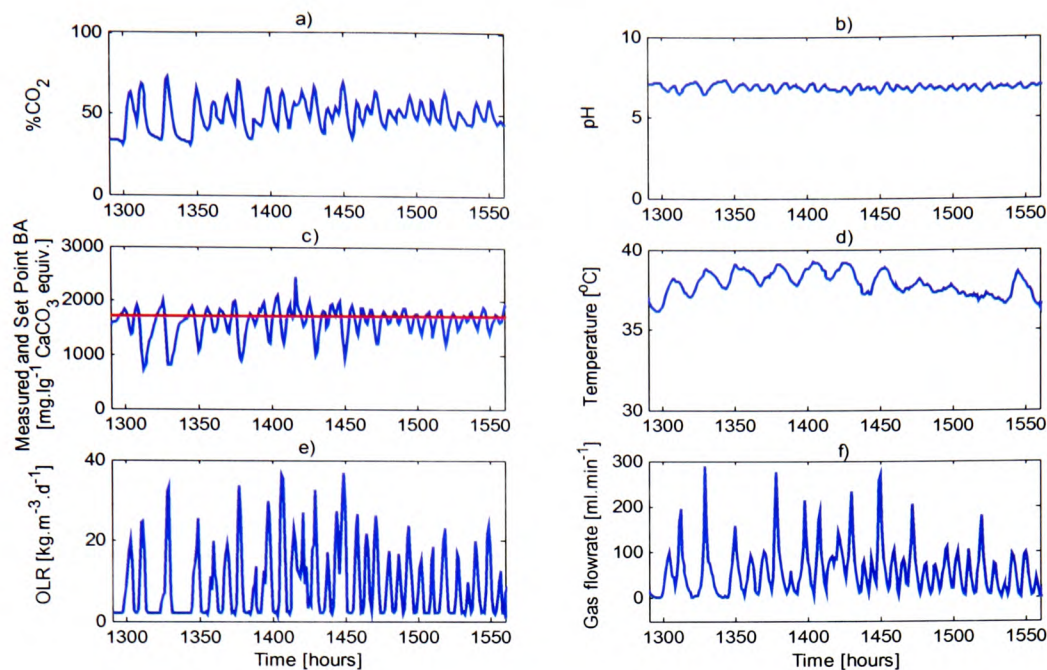 a)
%CO2
100
50
0
1300 1350 1400 1450 1500 1550
b)
pH
10
5
0
1300 1350 1400 1450 1500 1550
c)
Measured and Set Point BA
[mg.lg-1 CaCO3 equiv.]
3000
2000
1000
0
1300 1350 1400 1450 1500 1550
d)
Temperature [oC]
40
35
30
1300 1350 1400 1450 1500 1550
e)
OLR [kg.m-3.d-1]
40
20
0
1300 1350 1400 1450 1500 1550
Time [hours]
f)
Gas flowrate [ml.min-1]
300
200
100
0
1300 1350 1400 1450 1500 1550
Time [hours]